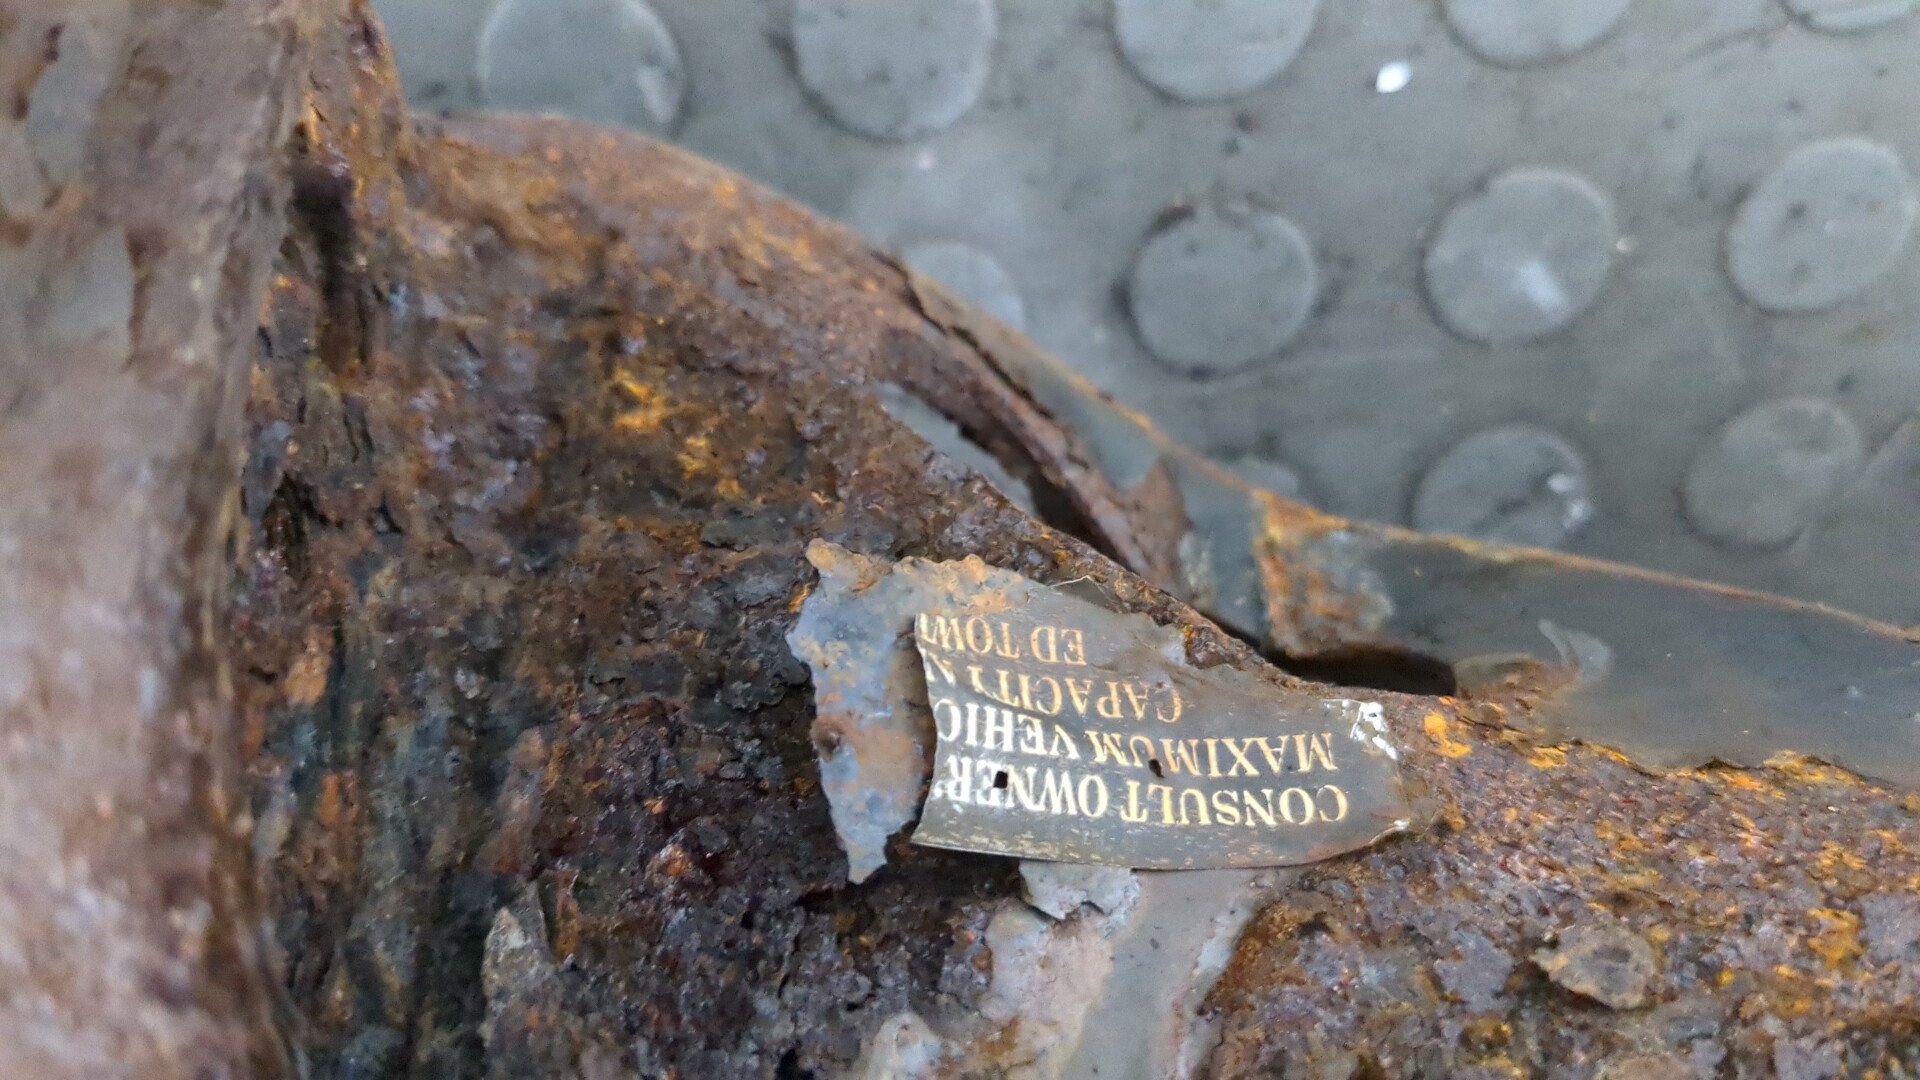 CONSULT OWNER'
MAXIMUM VEHIC
CAPACITY
ED TOW